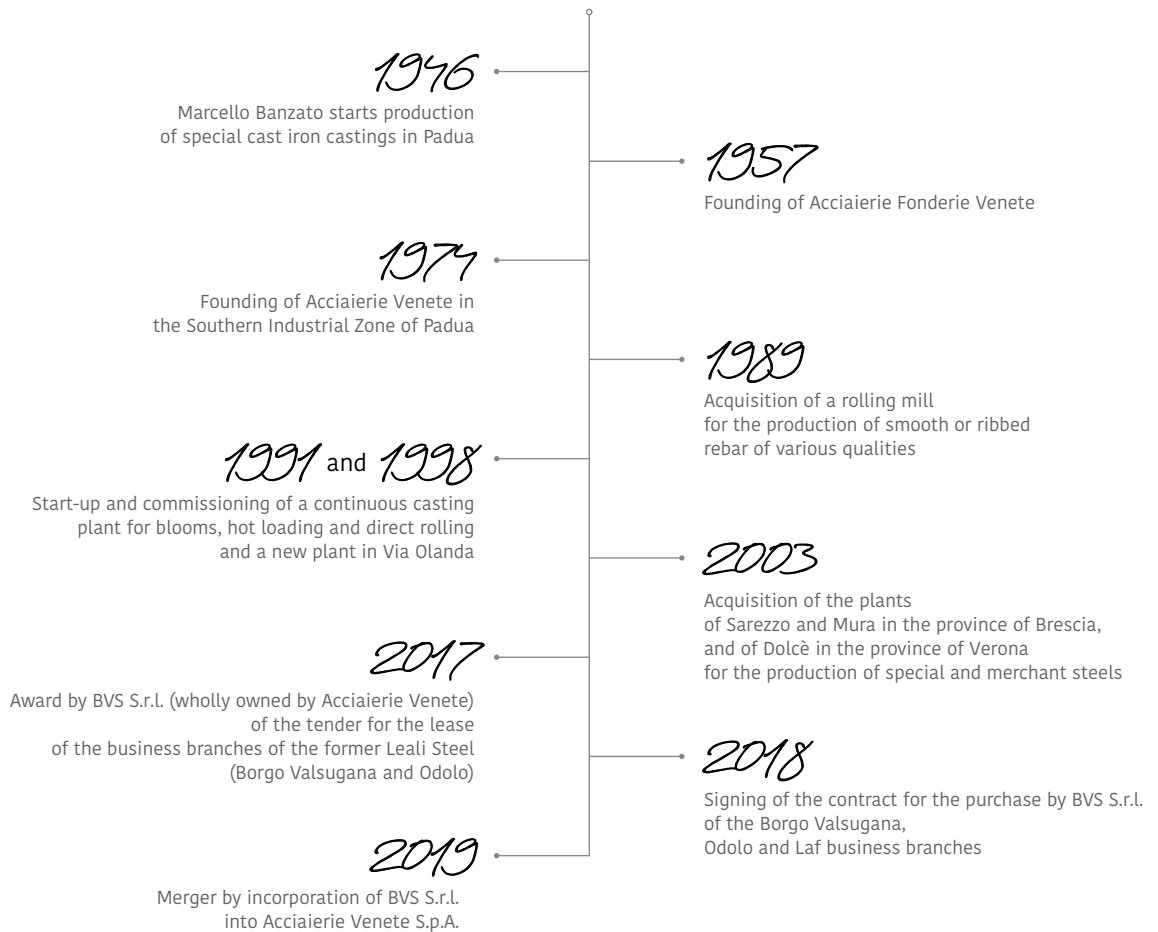 1946
Marcello Banzato starts production
of special cast iron castings in Padua
1957
Founding of Acciaierie Fonderie Venete
1974
Founding of Acciaierie Venete in
the Southern Industrial Zone of Padua
1989
Acquisition of a rolling mill
for the production of smooth or ribbed
rebar of various qualities
1991 and 1998
Start-up and commissioning of a continuous casting
plant for blooms, hot loading and direct rolling
and a new plant in Via Olanda
2003
Acquisition of the plants
of Sarezzo and Mura in the province of Brescia,
and of Dolcè in the province of Verona
for the production of special and merchant steels
2017
Award by BVS S.r.l. (wholly owned by Acciaierie Venete)
of the tender for the lease
of the business branches of the former Leali Steel
(Borgo Valsugana and Odolo)
2018
Signing of the contract for the purchase by BVS S.r.l.
of the Borgo Valsugana,
Odolo and Laf business branches
2019
Merger by incorporation of BVS S.r.l.
into Acciaierie Venete S.p.A.